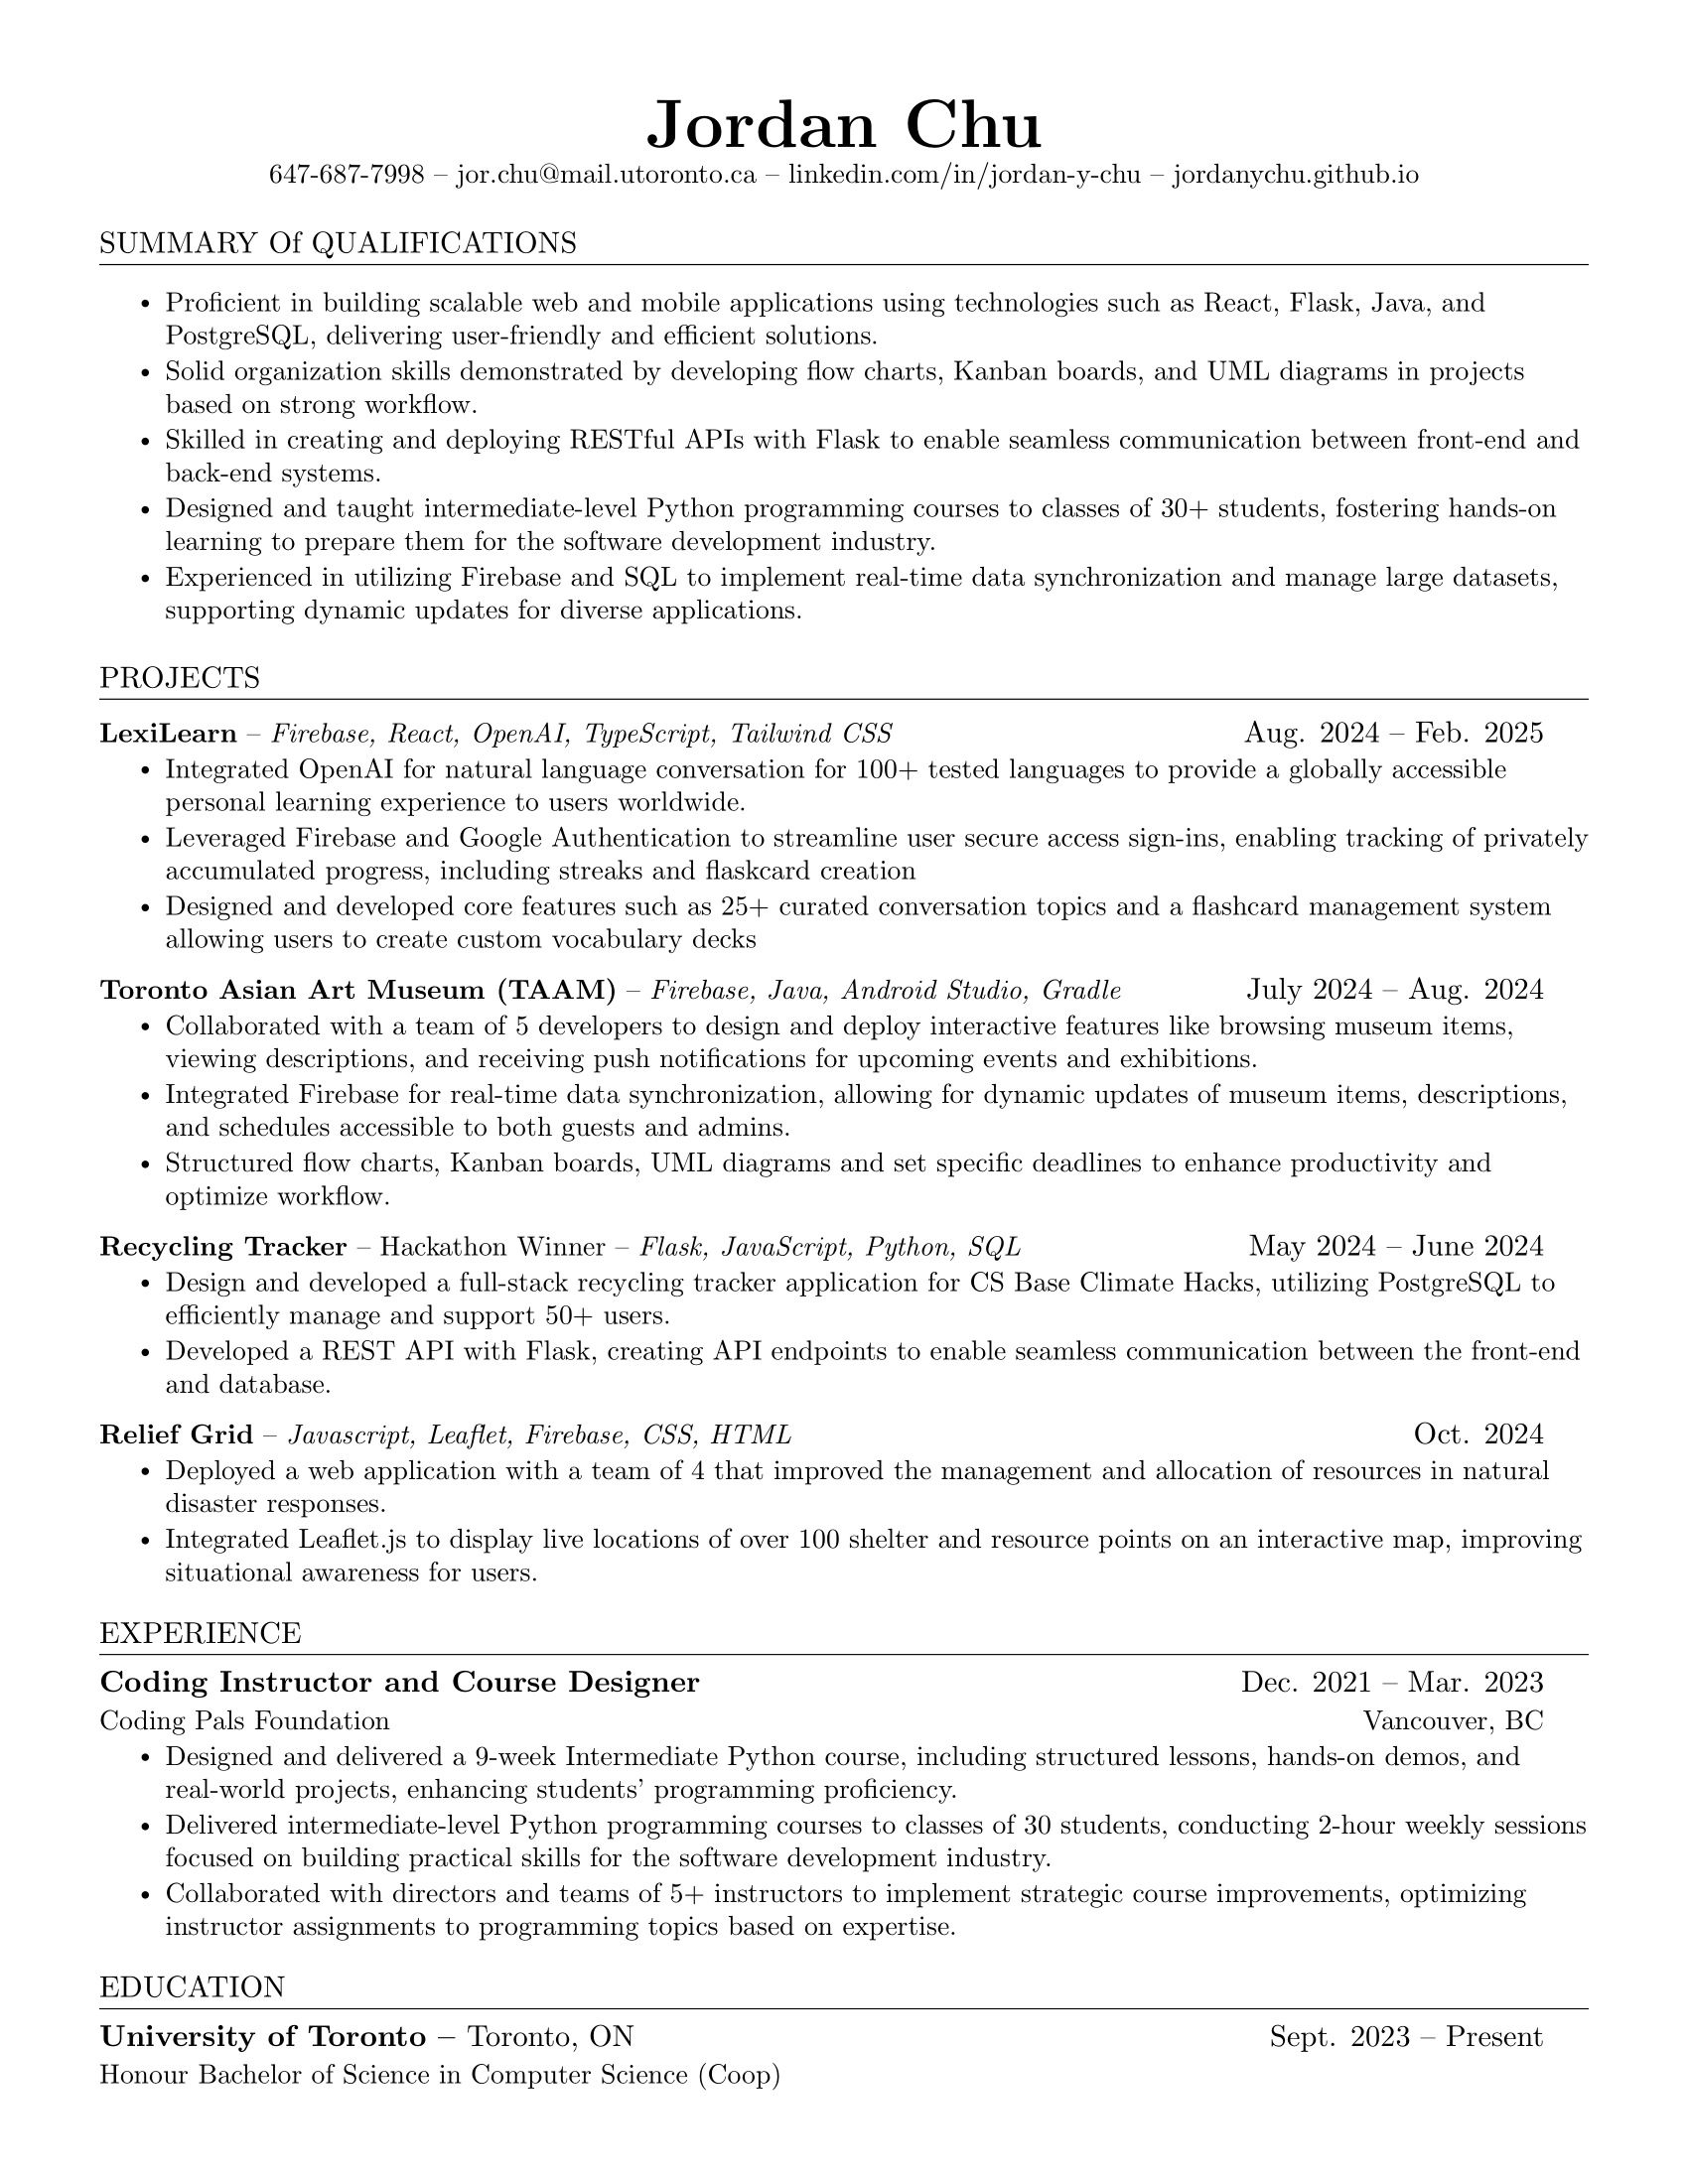 Jordan Chu
647-687-7998 – jor.chu@mail.utoronto.ca – linkedin.com/in/jordan-y-chu – jordanychu.github.io
SUMMARY Of QUALIFICATIONS
• Proficient in building scalable web and mobile applications using technologies such as React, Flask, Java, and
PostgreSQL, delivering user-friendly and efficient solutions.
• Solid organization skills demonstrated by developing flow charts, Kanban boards, and UML diagrams in projects
based on strong workflow.
• Skilled in creating and deploying RESTful APIs with Flask to enable seamless communication between front-end and
back-end systems.
• Designed and taught intermediate-level Python programming courses to classes of 30+ students, fostering hands-on
learning to prepare them for the software development industry.
• Experienced in utilizing Firebase and SQL to implement real-time data synchronization and manage large datasets,
supporting dynamic updates for diverse applications.
PROJECTS
LexiLearn – Firebase, React, OpenAI, TypeScript, Tailwind CSS Aug. 2024 – Feb. 2025
• Integrated OpenAI for natural language conversation for 100+ tested languages to provide a globally accessible
personal learning experience to users worldwide.
• Leveraged Firebase and Google Authentication to streamline user secure access sign-ins, enabling tracking of privately
accumulated progress, including streaks and flaskcard creation
• Designed and developed core features such as 25+ curated conversation topics and a flashcard management system
allowing users to create custom vocabulary decks
Toronto Asian Art Museum (TAAM) – Firebase, Java, Android Studio, Gradle July 2024 – Aug. 2024
• Collaborated with a team of 5 developers to design and deploy interactive features like browsing museum items,
viewing descriptions, and receiving push notifications for upcoming events and exhibitions.
• Integrated Firebase for real-time data synchronization, allowing for dynamic updates of museum items, descriptions,
and schedules accessible to both guests and admins.
• Structured flow charts, Kanban boards, UML diagrams and set specific deadlines to enhance productivity and
optimize workflow.
Recycling Tracker – Hackathon Winner – Flask, JavaScript, Python, SQL May 2024 – June 2024
• Design and developed a full-stack recycling tracker application for CS Base Climate Hacks, utilizing PostgreSQL to
efficiently manage and support 50+ users.
• Developed a REST API with Flask, creating API endpoints to enable seamless communication between the front-end
and database.
Relief Grid – Javascript, Leaflet, Firebase, CSS, HTML Oct. 2024
• Deployed a web application with a team of 4 that improved the management and allocation of resources in natural
disaster responses.
• Integrated Leaflet.js to display live locations of over 100 shelter and resource points on an interactive map, improving
situational awareness for users.
EXPERIENCE
Coding Instructor and Course Designer Dec. 2021 – Mar. 2023
Coding Pals Foundation Vancouver, BC
• Designed and delivered a 9-week Intermediate Python course, including structured lessons, hands-on demos, and
real-world projects, enhancing students' programming proficiency.
• Delivered intermediate-level Python programming courses to classes of 30 students, conducting 2-hour weekly sessions
focused on building practical skills for the software development industry.
• Collaborated with directors and teams of 5+ instructors to implement strategic course improvements, optimizing
instructor assignments to programming topics based on expertise.
EDUCATION
University of Toronto – Toronto, ON Sept. 2023 – Present
Honour Bachelor of Science in Computer Science (Coop)